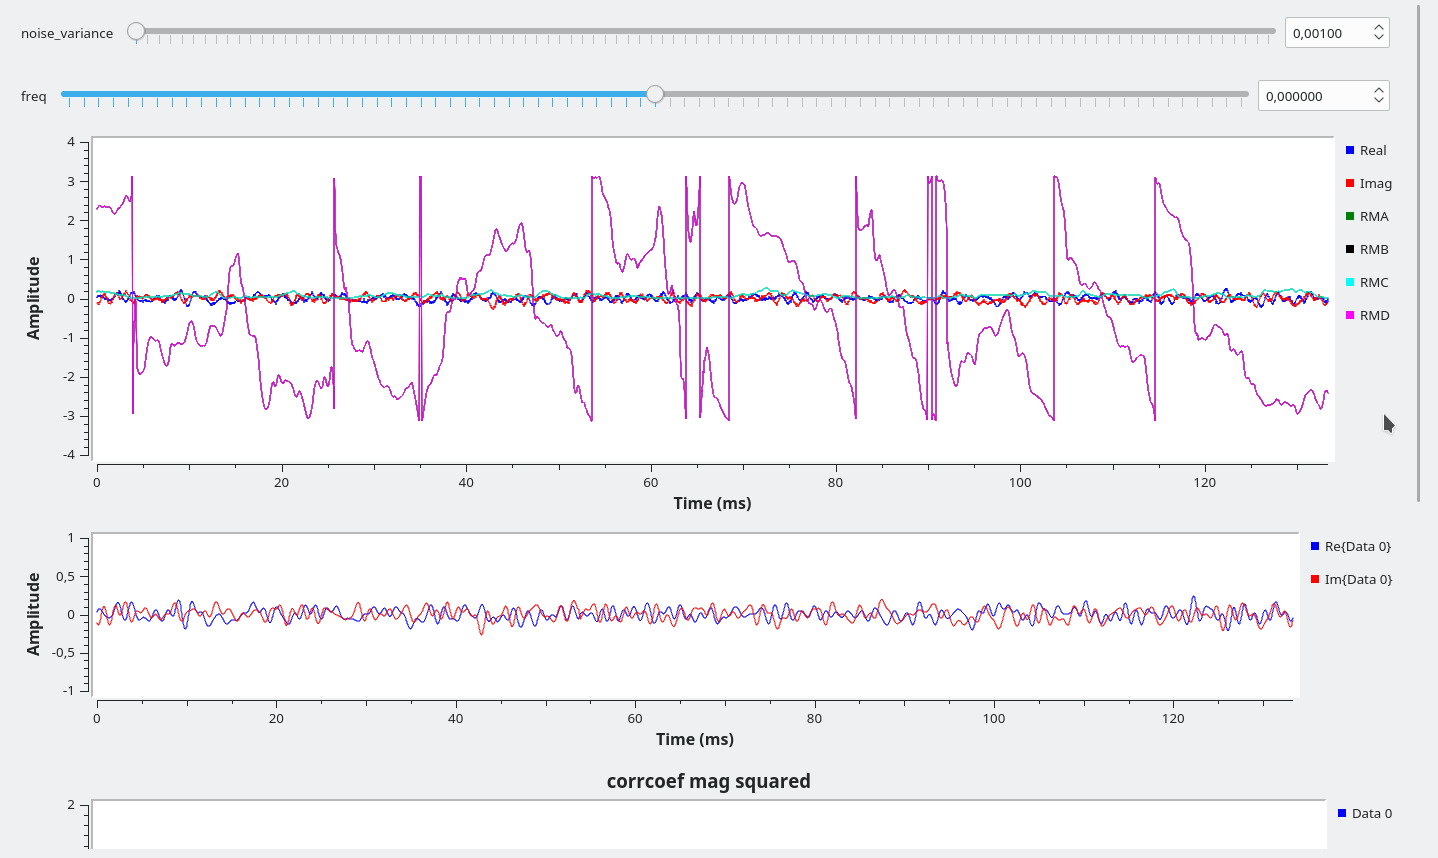 noise_variance
0,00100
freq
0,000000
4
3
2
1
0
-1
-2
-3
-4
Amplitude
0 20 40 60 80 100 120
Time (ms)
Real
Imag
RMA
RMB
RMC
RMD
1
0,5
0
-0,5
-1
Amplitude
0 20 40 60 80 100 120
Time (ms)
Re{Data 0}
Im{Data 0}
corrcoef mag squared
2
Data 0